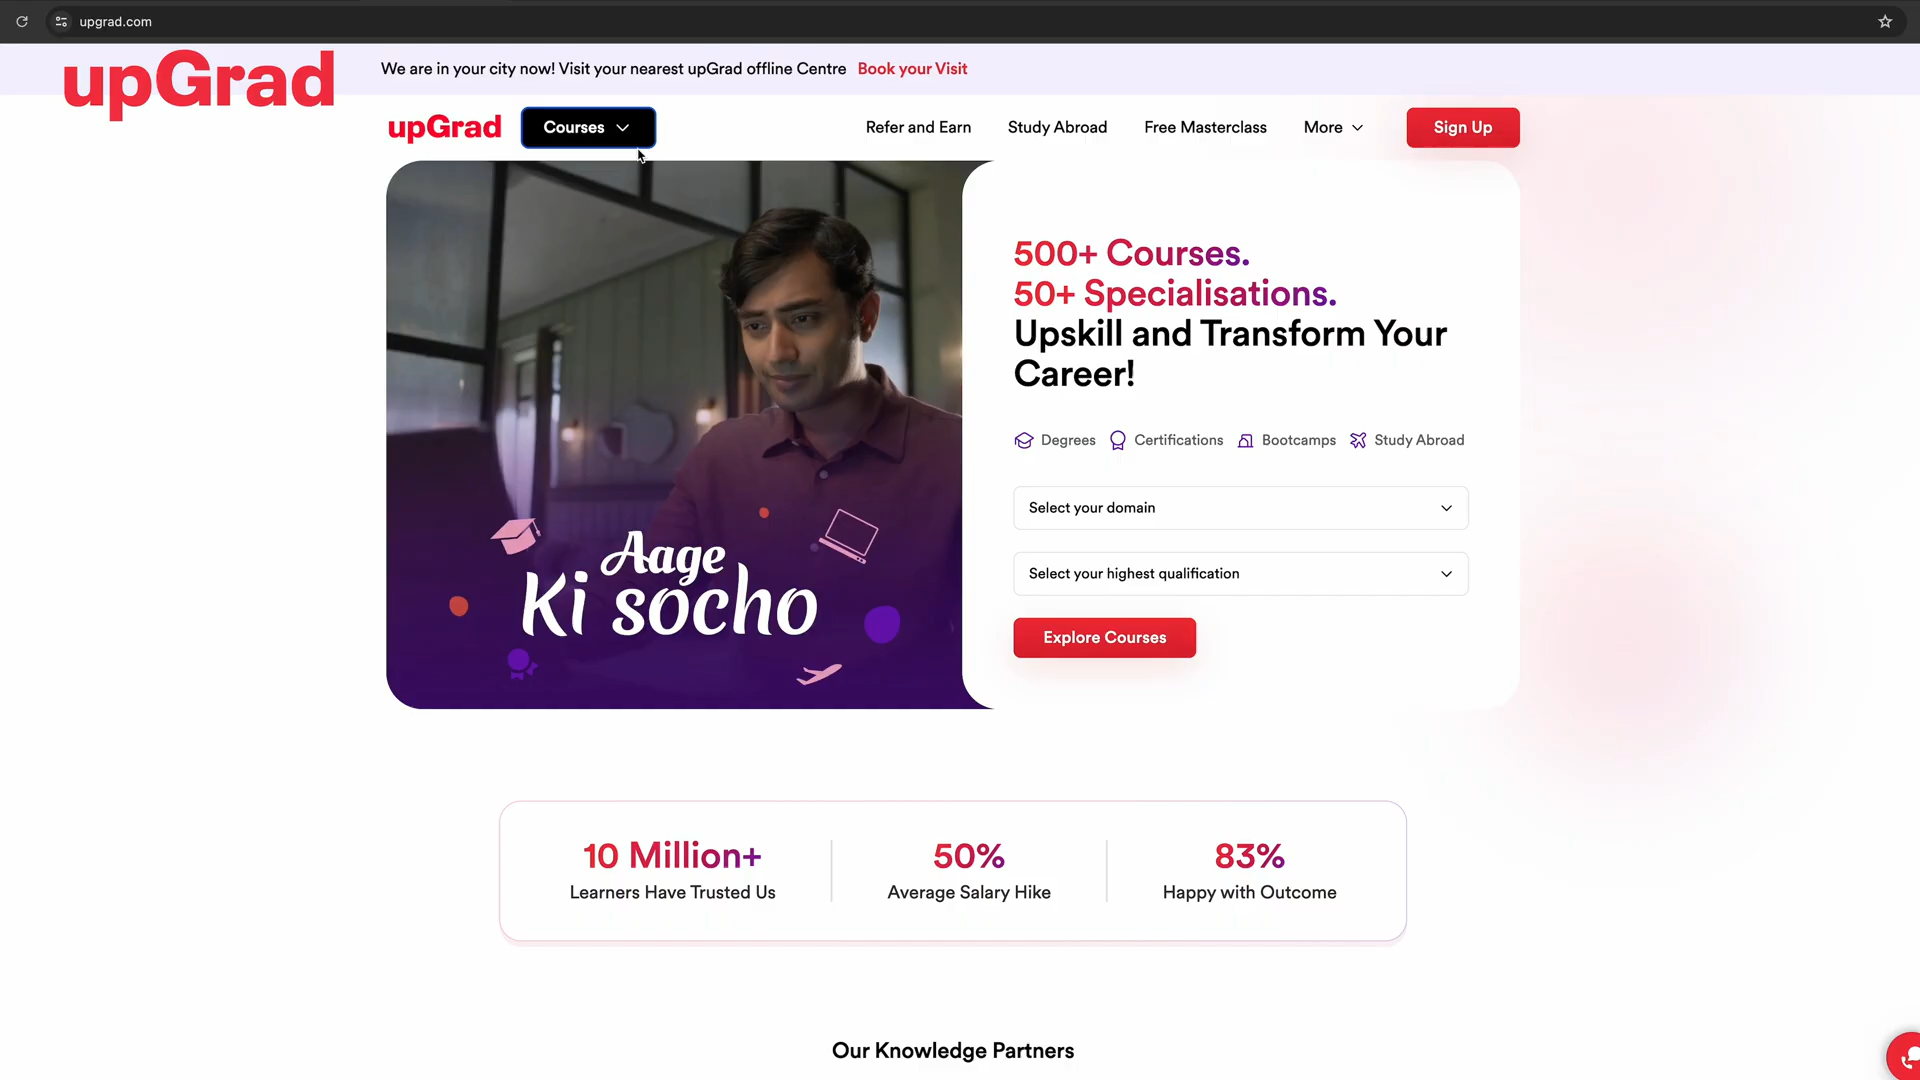 upgrad.com
upGrad
We are in your city now! Visit your nearest upGrad offline Centre Book your Visit
upGrad
Courses
Refer and Earn
Study Abroad
Free Masterclass
More
Sign Up
500+ Courses.
50+ Specialisations.
Upskill and Transform Your
Career!
Degrees
Certifications
Bootcamps
Study Abroad
Select your domain
Select your highest qualification
Explore Courses
Aage
Ki socho
10 Million+
Learners Have Trusted Us
50%
Average Salary Hike
83%
Happy with Outcome
Our Knowledge Partners